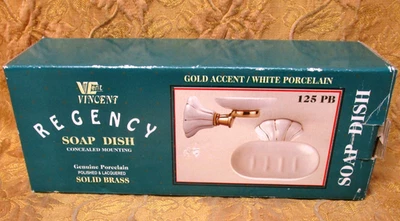 VINCENT
REGENCY
SOAP DISH
CONCEALED MOUNTING
Genuine Porcelain
POLISHED & LACQUERED
SOLID BRASS
GOLD ACCENT / WHITE PORCELAIN
125 PB
SOAP DISH